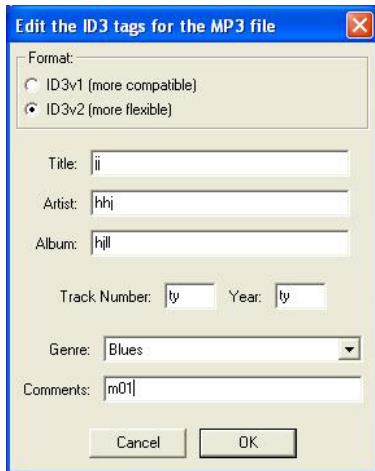 Edit the ID3 tags for the MP3 file
Format:
ID3v1 (more compatible)
ID3v2 (more flexible)
Title: ii
Artist: hhj
Album: hjll
Track Number: ty Year: ty
Genre: Blues
Comments: m01
Cancel OK